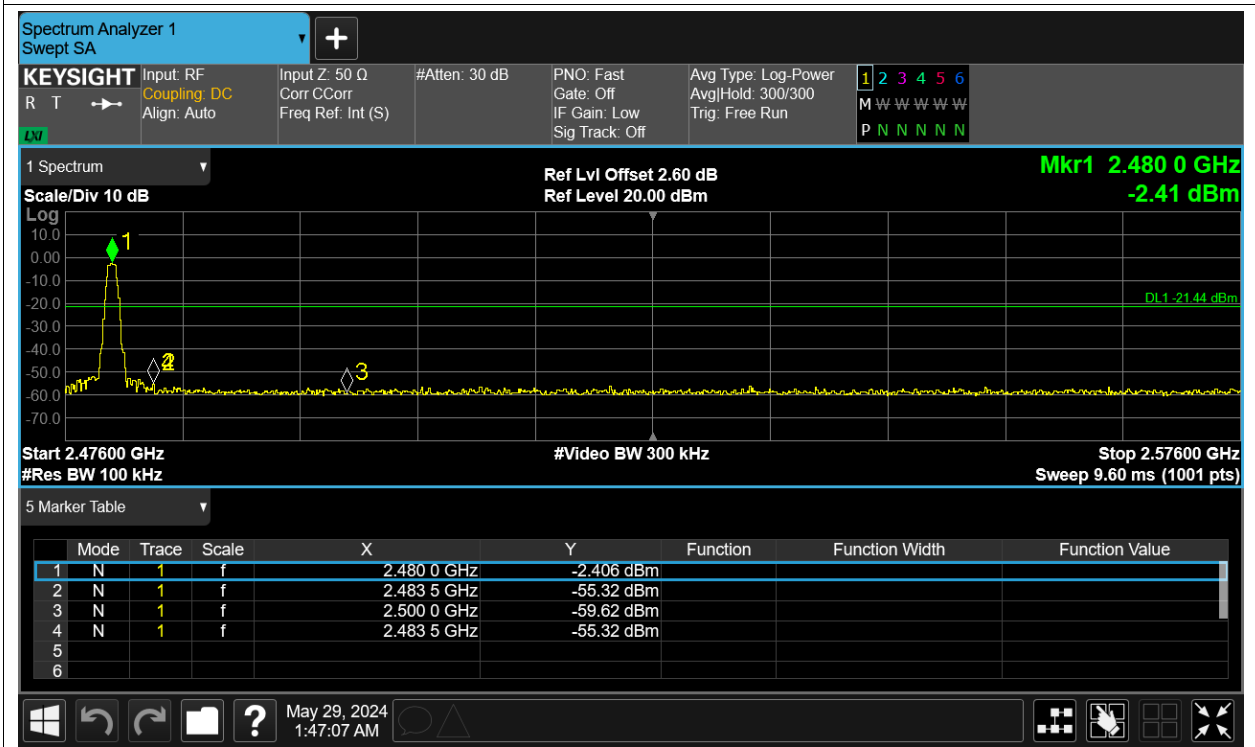 Spectrum Analyzer 1
Swept SA
+
KEYSIGHT
R T
LXI
Input: RF
Coupling: DC
Align: Auto
Input Z: 50 Ω
Corr CCorr
Freq Ref: Int (S)
#Atten: 30 dB
PNO: Fast
Gate: Off
IF Gain: Low
Sig Track: Off
Avg Type: Log-Power
Avg|Hold: 300/300
Trig: Free Run
1 2 3 4 5 6
M W W W W W
P N N N N N
1 Spectrum
Scale/Div 10 dB
Ref Lvl Offset 2.60 dB
Ref Level 20.00 dBm
Mkr1 2.480 0 GHz
-2.41 dBm
Log
10.0
0.00
-10.0
-20.0
-30.0
-40.0
-50.0
-60.0
-70.0
1
3
DL1 -21.44 dBm
Start 2.47600 GHz
#Res BW 100 kHz
#Video BW 300 kHz
Stop 2.57600 GHz
Sweep 9.60 ms (1001 pts)
5 Marker Table
Mode Trace Scale X Y Function Function Width Function Value
1 N 1 f 2.480 0 GHz -2.406 dBm
2 N 1 f 2.483 5 GHz -55.32 dBm
3 N 1 f 2.500 0 GHz -59.62 dBm
4 N 1 f 2.483 5 GHz -55.32 dBm
5
6
?
May 29, 2024
1:47:07 AM